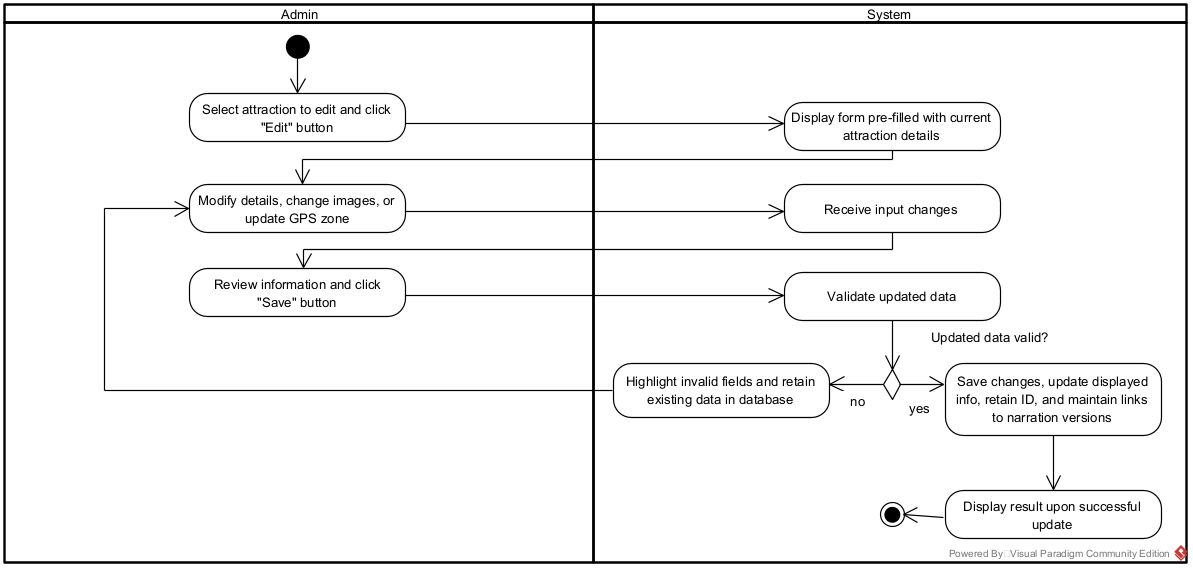 Admin
System
Select attraction to edit and click
"Edit" button
Display form pre-filled with current
attraction details
Modify details, change images, or
update GPS zone
Receive input changes
Review information and click
"Save" button
Validate updated data
Updated data valid?
Highlight invalid fields and retain
existing data in database
no
yes
Save changes, update displayed
info, retain ID, and maintain links
to narration versions
Display result upon successful
update
Powered By Visual Paradigm Community Edition